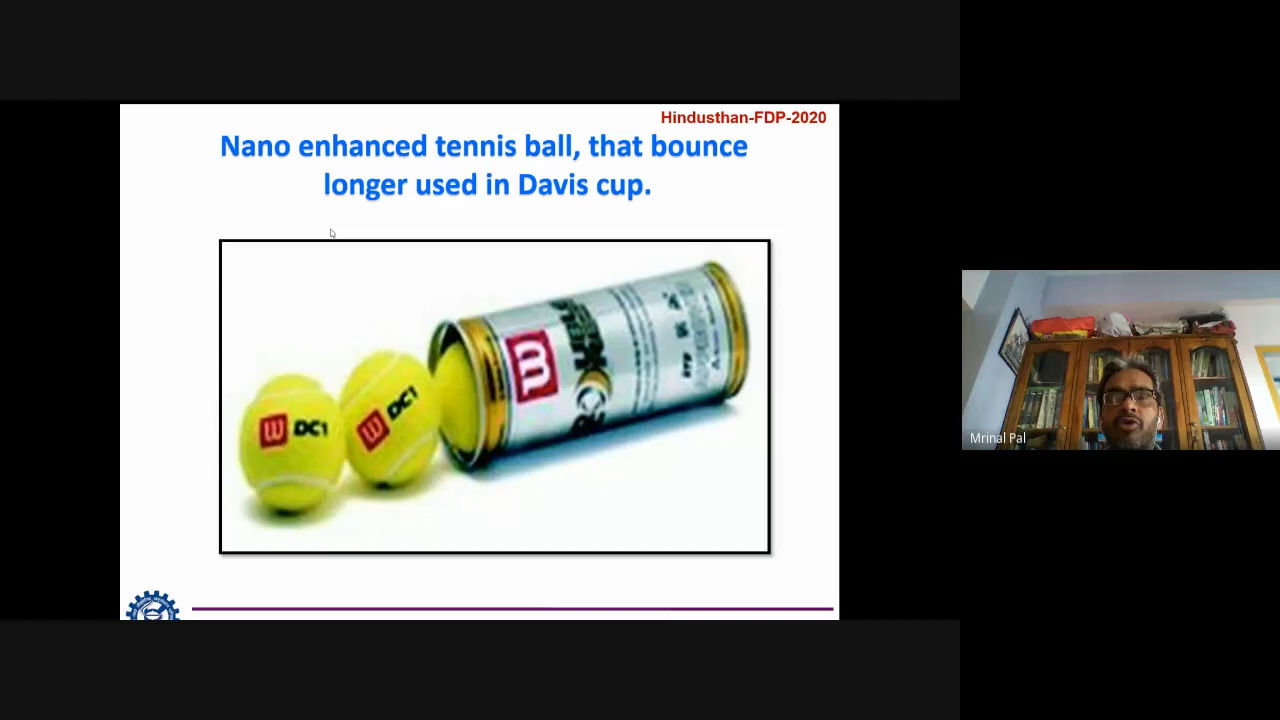 Hindusthan-FDP-2020
Nano enhanced tennis ball, that bounce
longer used in Davis cup.
W
W DC1
W DC1
Mrinal Pal